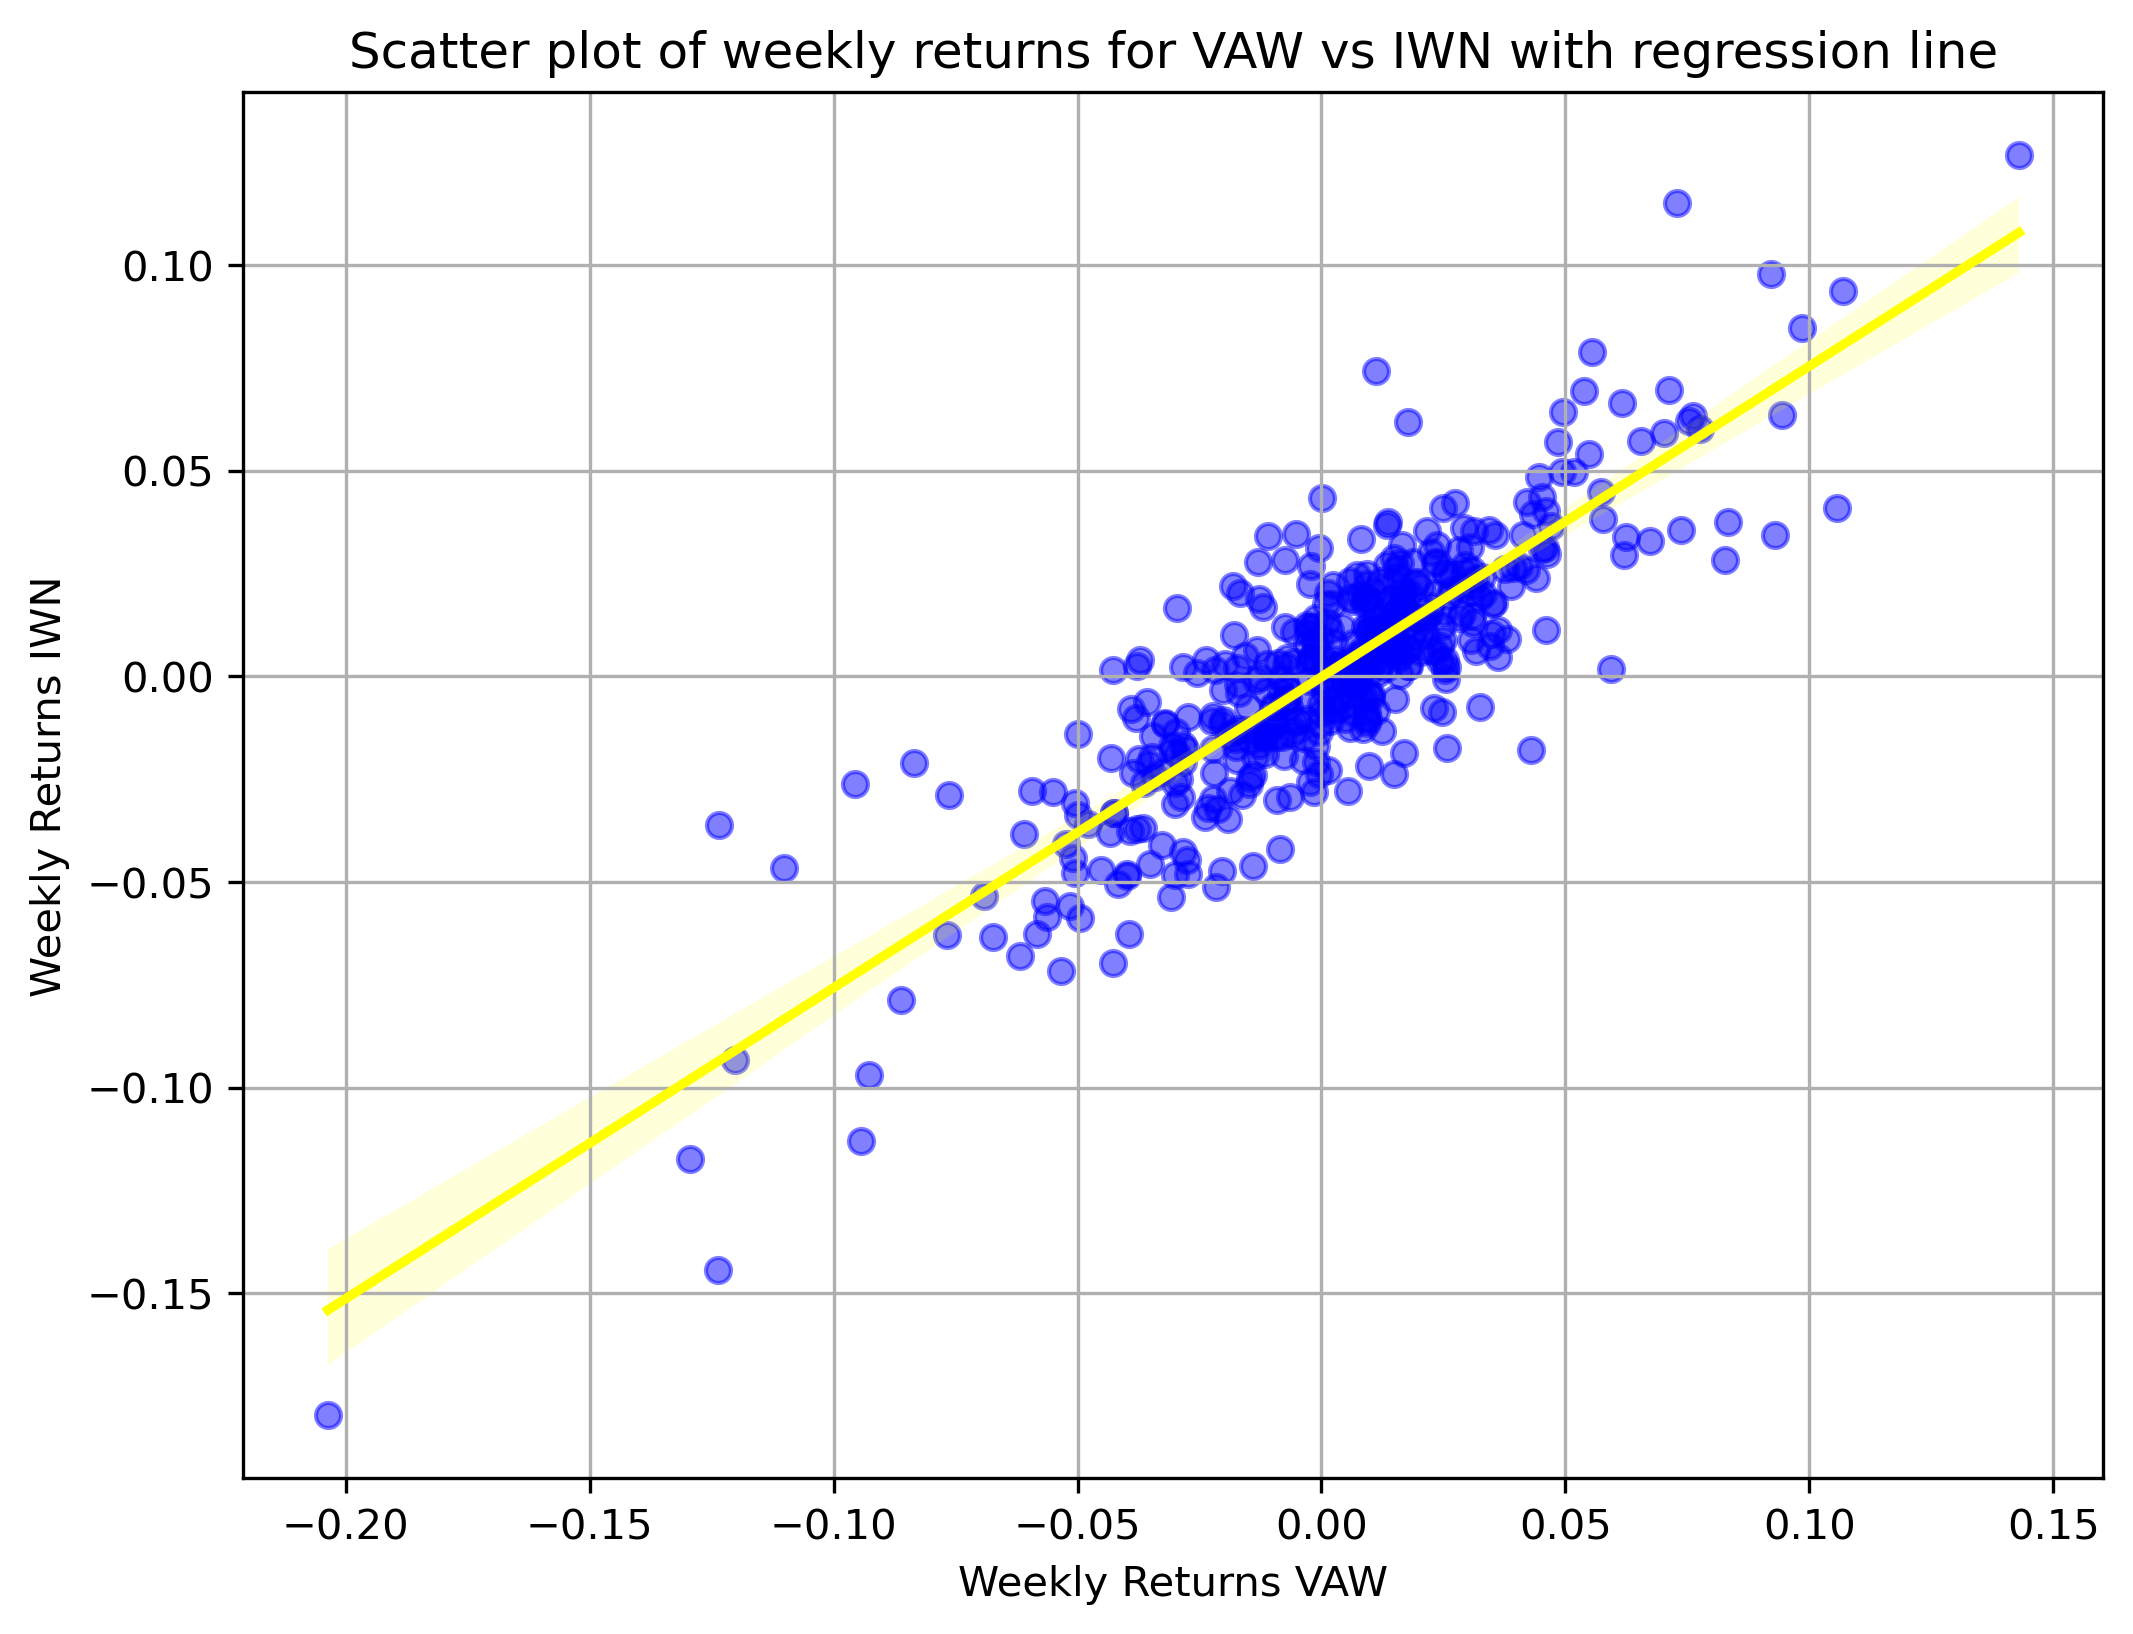 Scatter plot of weekly returns for VAW vs IWN with regression line
Weekly Returns IWN
0.10
0.05
0.00
−0.05
−0.10
−0.15
−0.20 −0.15 −0.10 −0.05 0.00 0.05 0.10 0.15
Weekly Returns VAW